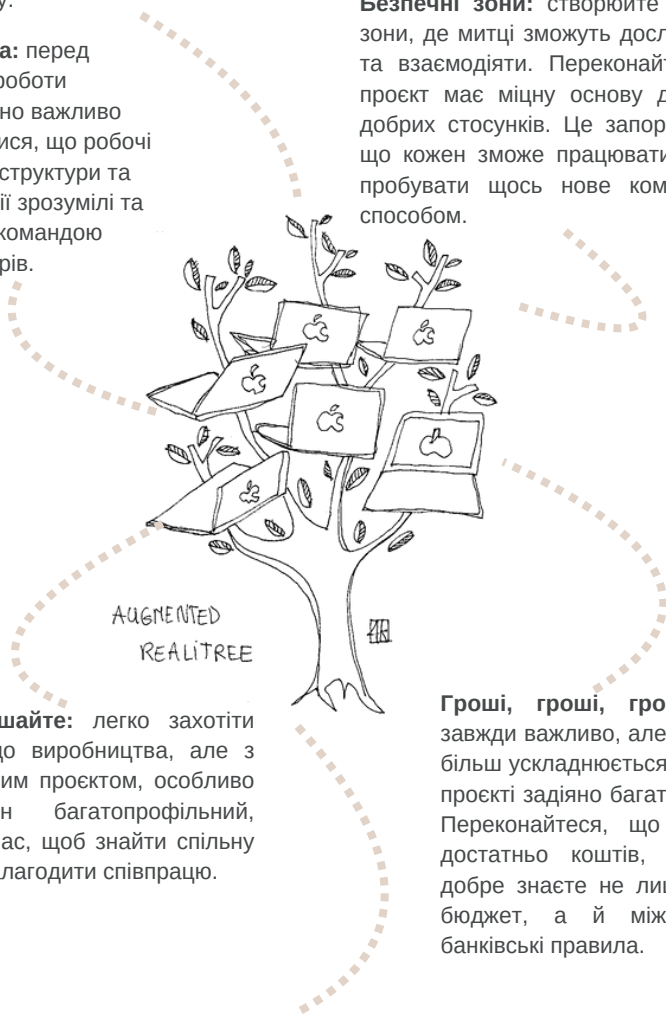 у.
а: перед
роботи
но важливо
ися, що робочі
структури та
ії зрозумілі та
командою
рів.
Безпечні зони: створюйте
зони, де митці зможуть досл
та взаємодіяти. Переконайт
проєкт має міцну основу д
добрих стосунків. Це запор
що кожен зможе працювати
пробувати щось нове ком
способом.
AUGMENTED
REALITREE
шайте: легко захотіти
до виробництва, але з
им проєктом, особливо
н багатопрофільний,
ас, щоб знайти спільну
лагодити співпрацю.
Гроші, гроші, гро
завжди важливо, але
більш ускладнюється
проєкті задіяно багат
Переконайтеся, що
достатньо коштів,
добре знаєте не лиш
бюджет, а й між
банківські правила.